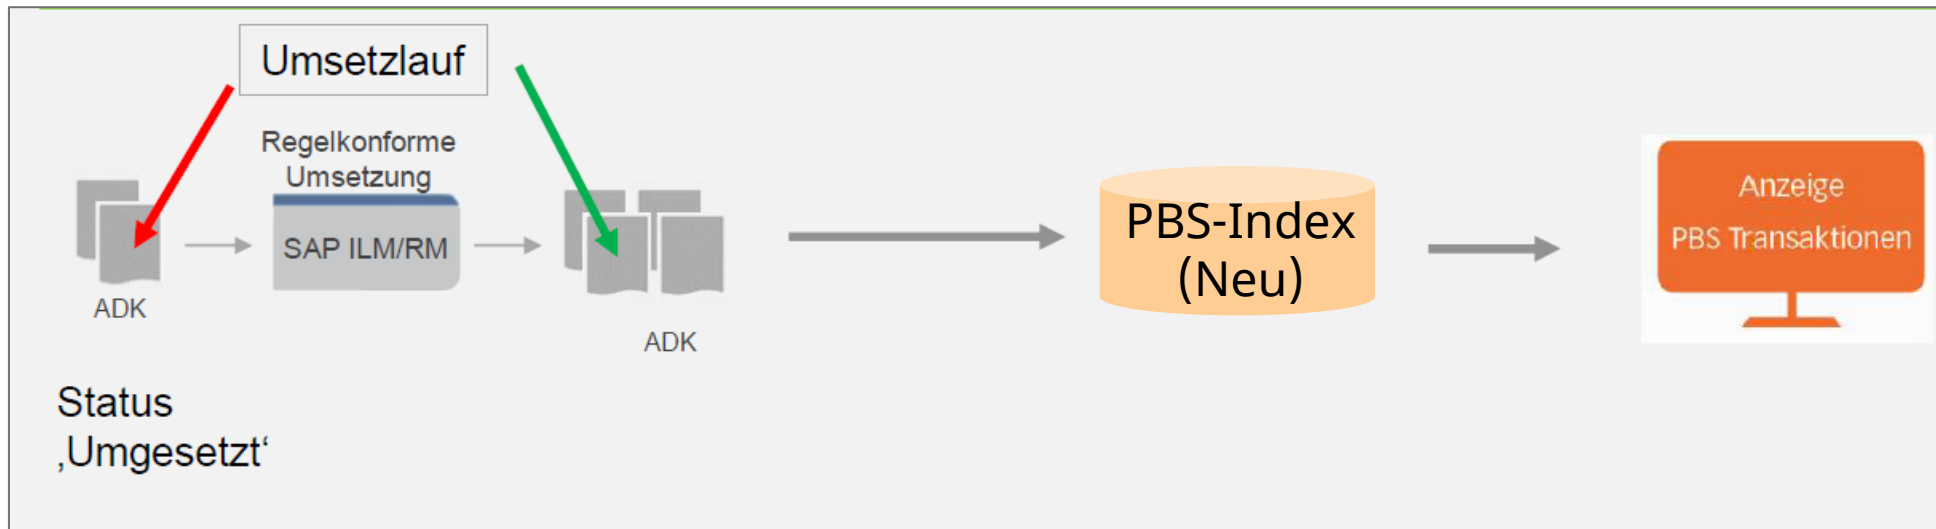 Umsetzlauf
Regelkonforme
Umsetzung
SAP ILM/RM
ADK
ADK
Status
‚Umgesetzt‘
PBS-Index
(Neu)
Anzeige
PBS Transaktionen